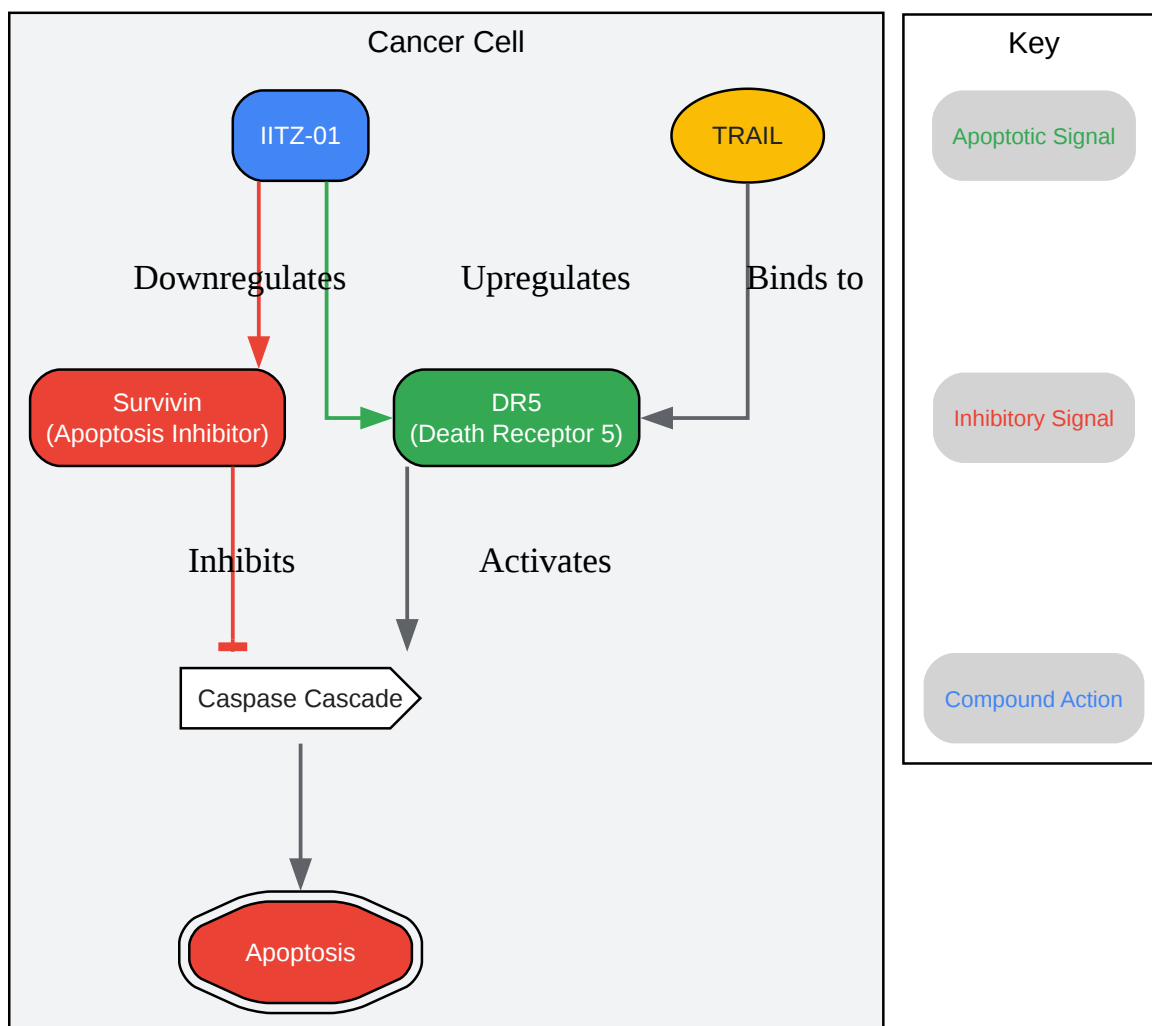 Cancer Cell
Key
IITZ-01
TRAIL
Apoptotic Signal
Downregulates
Upregulates
Binds to
Survivin
(Apoptosis Inhibitor)
DR5
(Death Receptor 5)
Inhibitory Signal
Inhibits
Activates
Caspase Cascade
Compound Action
Apoptosis